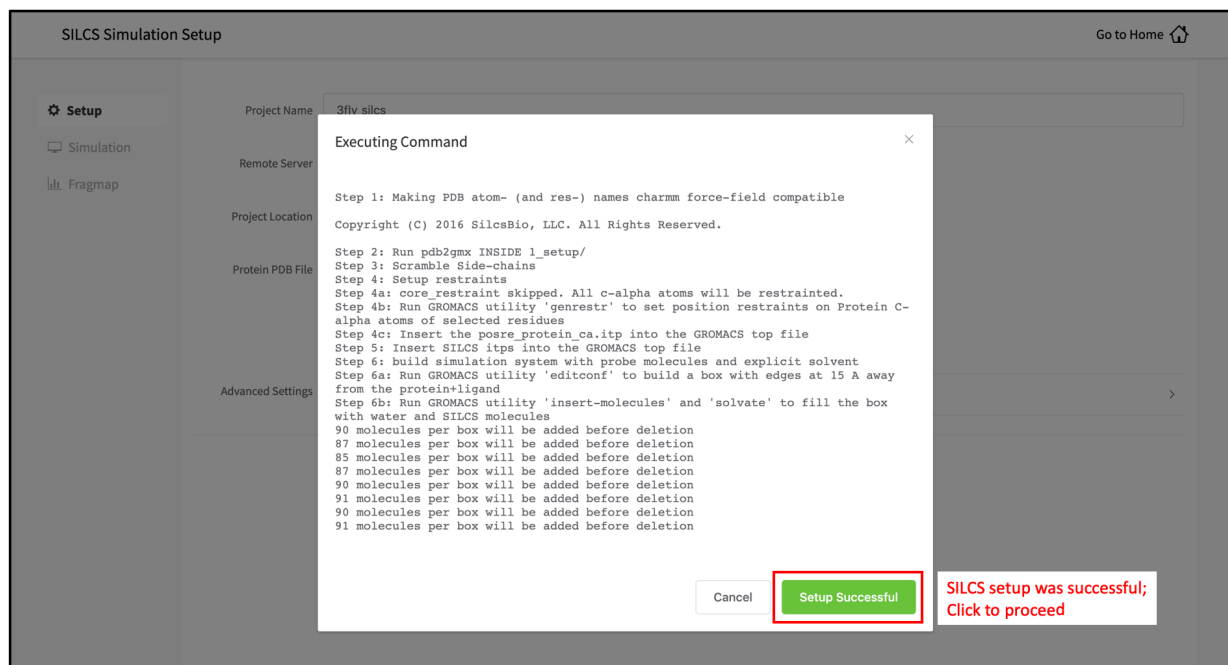 SILCS Simulation Setup
Go to Home
Setup
Simulation
Fragmap
Project Name
3fly silcs
Remote Server
Project Location
Protein PDB File
Advanced Settings
Executing Command
Step 1: Making PDB atom- (and res-) names charmm force-field compatible
Copyright (C) 2016 SilcsBio, LLC. All Rights Reserved.
Step 2: Run pdb2gmx INSIDE 1_setup/
Step 3: Scramble Side-chains
Step 4: Setup restraints
Step 4a: core_restraint skipped. All c-alpha atoms will be restrainted.
Step 4b: Run GROMACS utility 'genrestr' to set position restraints on Protein C-
alpha atoms of selected residues
Step 4c: Insert the posre_protein_ca.itp into the GROMACS top file
Step 5: Insert SILCS itps into the GROMACS top file
Step 6: build simulation system with probe molecules and explicit solvent
Step 6a: Run GROMACS utility 'editconf' to build a box with edges at 15 A away
from the protein+ligand
Step 6b: Run GROMACS utility 'insert-molecules' and 'solvate' to fill the box
with water and SILCS molecules
90 molecules per box will be added before deletion
87 molecules per box will be added before deletion
85 molecules per box will be added before deletion
87 molecules per box will be added before deletion
90 molecules per box will be added before deletion
91 molecules per box will be added before deletion
90 molecules per box will be added before deletion
91 molecules per box will be added before deletion
Cancel
Setup Successful
SILCS setup was successful;
Click to proceed